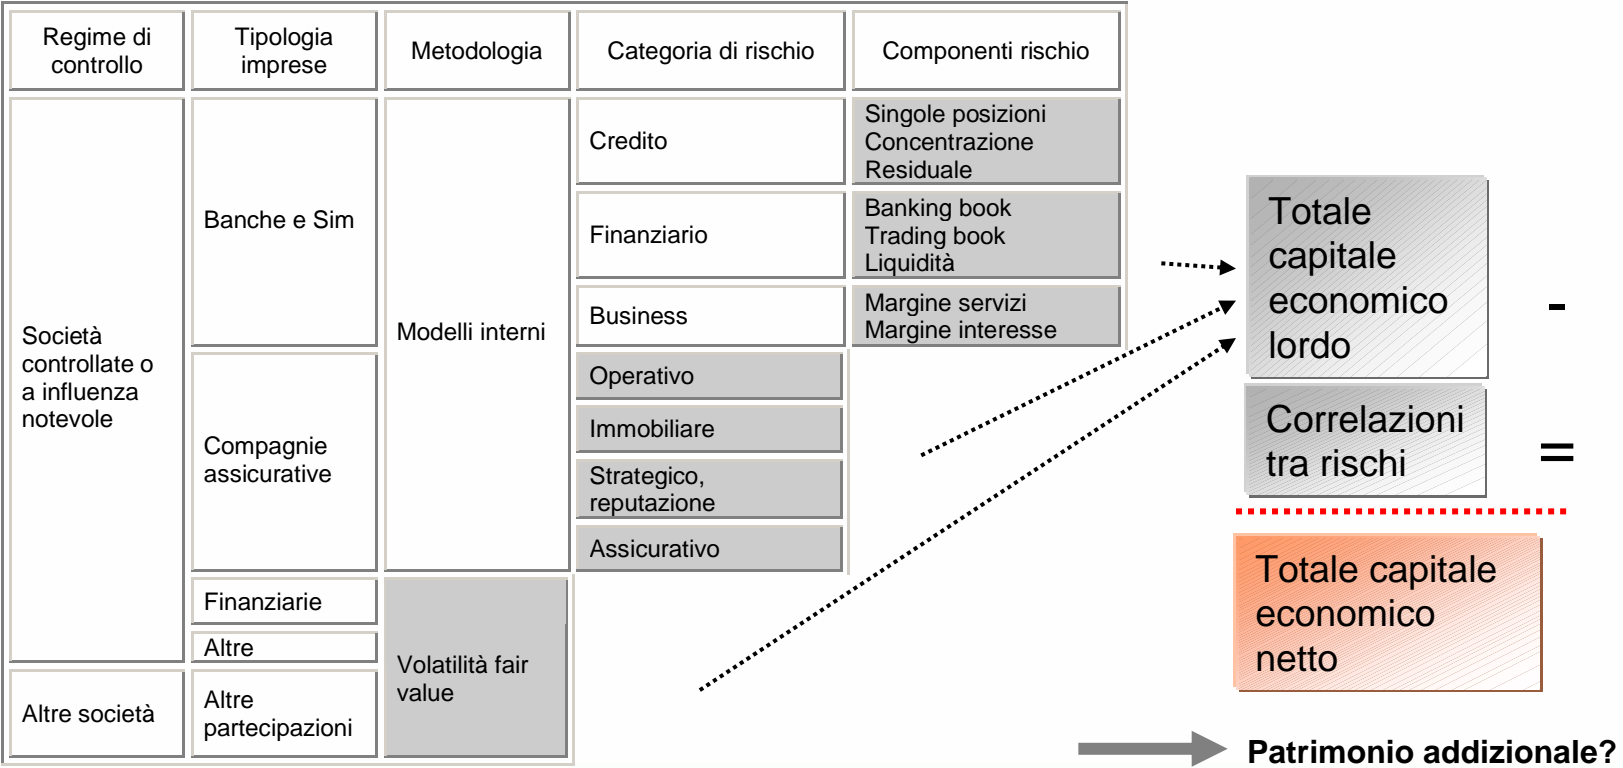 Regime di
controllo
Tipologia
imprese
Metodologia
Categoria di rischio
Componenti rischio
Società
controllate o
a influenza
notevole
Banche e Sim
Modelli interni
Credito
Singole posizioni
Concentrazione
Residuale
Finanziario
Banking book
Trading book
Liquidità
Business
Margine servizi
Margine interesse
Compagnie
assicurative
Operativo
Immobiliare
Strategico,
reputazione
Assicurativo
Finanziarie
Altre
Volatilità fair
value
Altre società
Altre
partecipazioni
Totale
capitale
economico
lordo
-
Correlazioni
tra rischi
=
Totale capitale
economico
netto
Patrimonio addizionale?